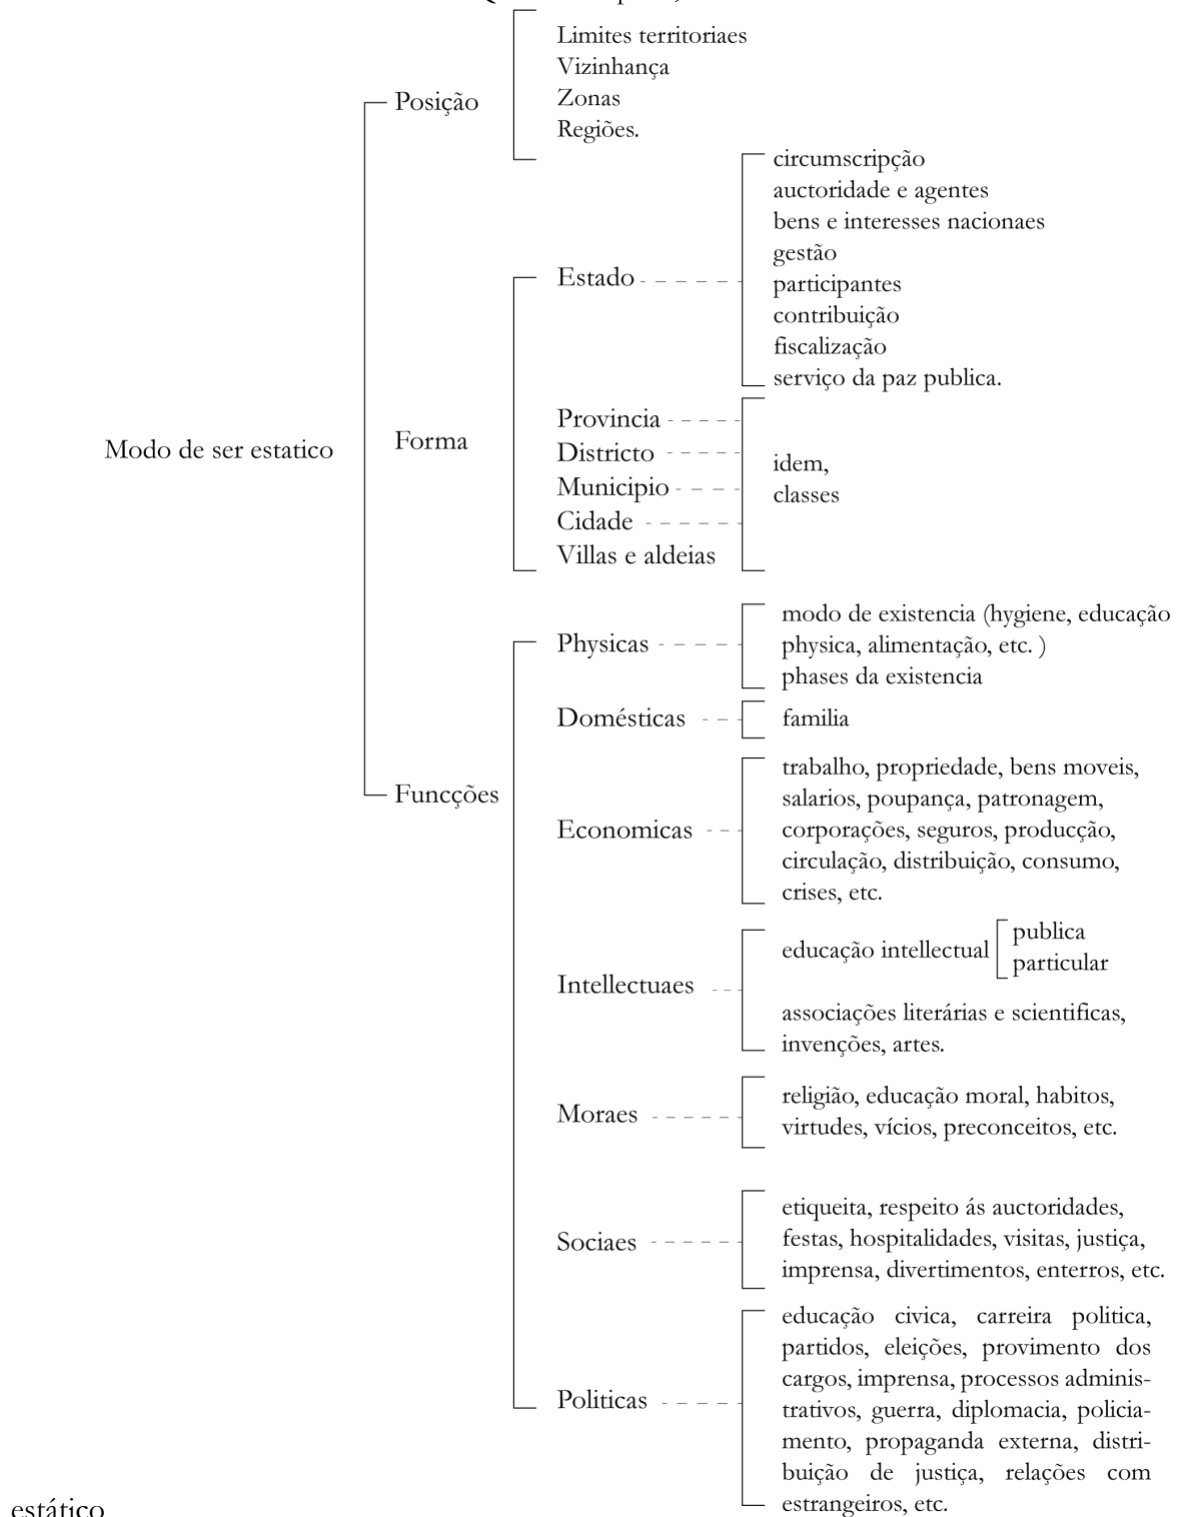 Limites territoriaes
Vizinhança
Posição
Zonas
Regiões.
circumscripção
auctoridade e agentes
bens e interesses nacionaes
gestão
Estado
participantes
contribuição
fiscalização
serviço da paz publica.
Modo de ser estatico
Forma
Provincia
Districto
Municipio
Cidade
Villas e aldeias
idem,
classes
Funcções
Physicas
modo de existencia (hygiene, educação
physica, alimentação, etc. )
phases da existencia
Domésticas
familia
Economicas
trabalho, propriedade, bens moveis,
salarios, poupança, patronagem,
corporações, seguros, producção,
circulação, distribuição, consumo,
crises, etc.
Intellectuaes
educação intellectual
publica
particular
associações literárias e scientificas,
invenções, artes.
Moraes
religião, educação moral, habitos,
virtudes, vícios, preconceitos, etc.
Sociaes
etiqueita, respeito ás auctoridades,
festas, hospitalidades, visitas, justiça,
imprensa, divertimentos, enterros, etc.
Politicas
educação civica, carreira politica,
partidos, eleições, provimento dos
cargos, imprensa, processos adminis-
trativos, guerra, diplomacia, policia-
mento, propaganda externa, distri-
buição de justiça, relações com
estrangeiros, etc.
estático